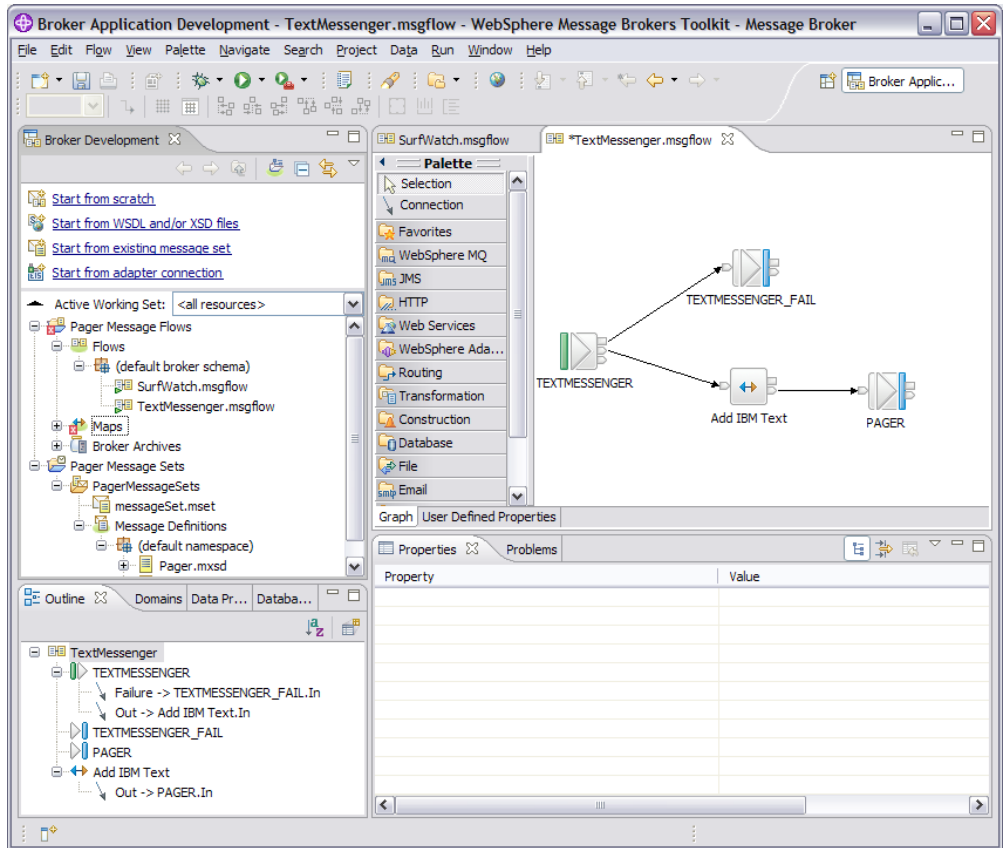 Broker Application Development - TextMessenger.msgflow - WebSphere Message Brokers Toolkit - Message Broker
File Edit Flow View Palette Navigate Search Project Data Run Window Help
Broker Applic...
Broker Development
Start from scratch
Start from WSDL and/or XSD files
Start from existing message set
Start from adapter connection
Active Working Set: <all resources>
Pager Message Flows
Flows
(default broker schema)
SurfWatch.msgflow
TextMessenger.msgflow
Maps
Broker Archives
Pager Message Sets
PagerMessageSets
messageSet.mset
Message Definitions
(default namespace)
Pager.mxsd
SurfWatch.msgflow
*TextMessenger.msgflow
Palette
Selection
Connection
Favorites
WebSphere MQ
JMS
HTTP
Web Services
WebSphere Ada...
Routing
Transformation
Construction
Database
File
Email
Graph User Defined Properties
TEXTMESSENGER_FAIL
TEXTMESSENGER
Add IBM Text
PAGER
Outline Domains Data Pr... Databa...
TextMessenger
TEXTMESSENGER
Failure -> TEXTMESSENGER_FAIL.In
Out -> Add IBM Text.In
TEXTMESSENGER_FAIL
PAGER
Add IBM Text
Out -> PAGER.In
Properties Problems
Property Value